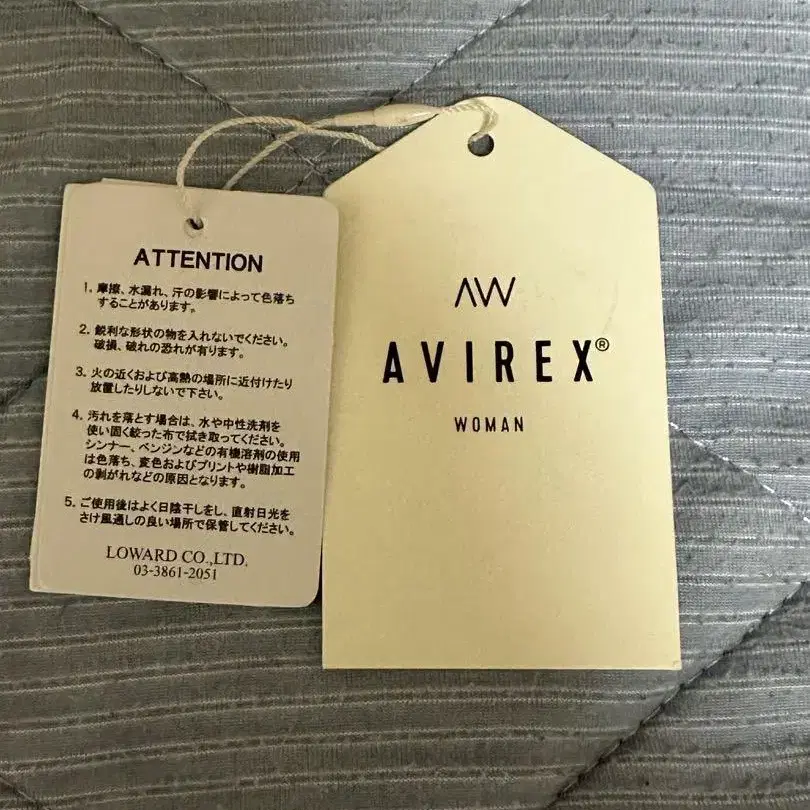 ATTENTION
1. 摩擦、水漏れ、汗の影響によって色落ち
することがあります。
2. 鋭利な形状の物を入れないでください。
破損、破れの恐れが有ります。
3. 火の近くおよび高熱の場所に近付けたり
放置したりしないで下さい。
4. 汚れを落とす場合は、水や中性洗剤を
使い固く絞った布で拭き取ってください。
シンナー、ベンジンなどの有機溶剤の使用
は色落ち、変色およびプリントや樹脂加工
の剥がれなどの原因となります。
5. ご使用後はよく日陰干しをし、直射日光を
さけ風通しの良い場所で保管してください。
LOWARD CO.,LTD.
03-3861-2051
AW
AVIREX®
WOMAN